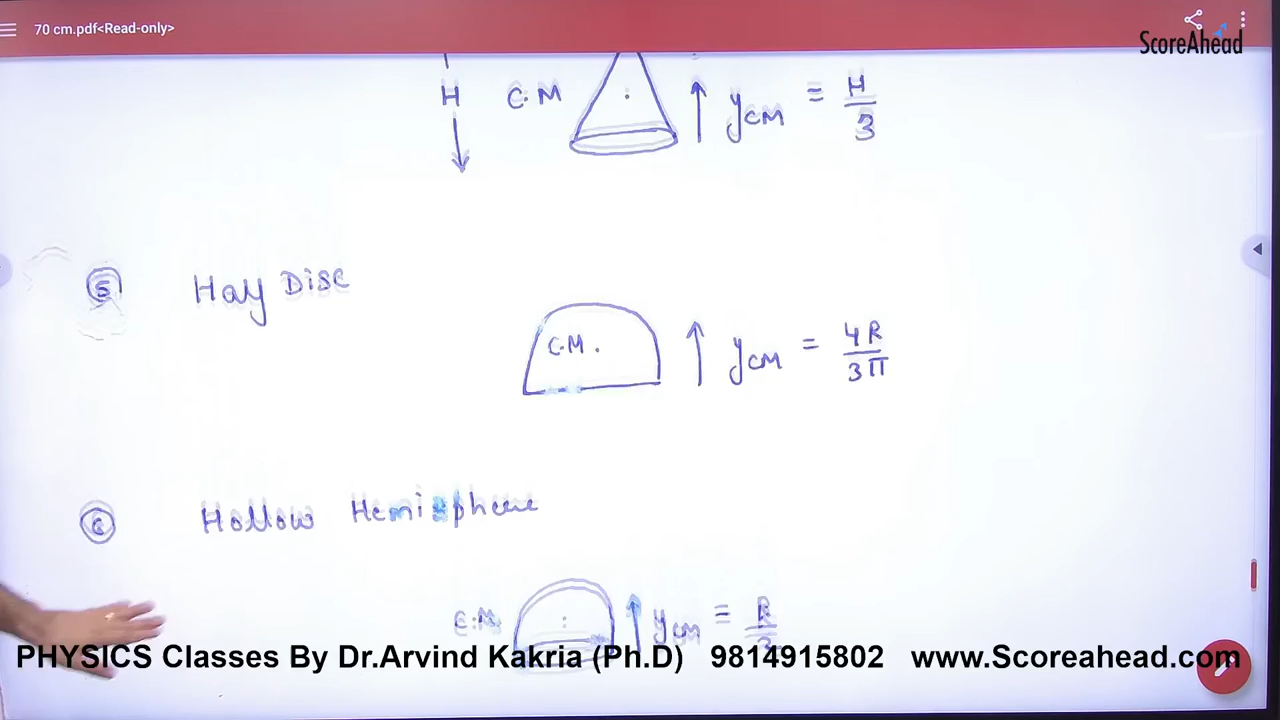 70 cm.pdf<Read-only>
ScoreAhead
H C.M yCM = H/3
5 Half Disc
C.M. yCM = 4R/3π
6 Hollow Hemisphere
C.M. yCM = R/2
PHYSICS Classes By Dr.Arvind Kakria (Ph.D) 9814915802 www.Scoreahead.com